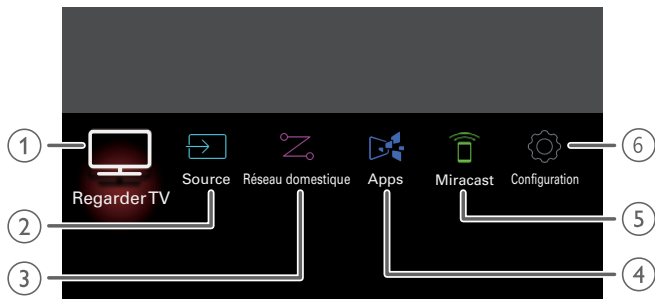 1
6
Regarder TV
Source
Réseau domestique
Apps
Miracast
Configuration
2
5
3
4